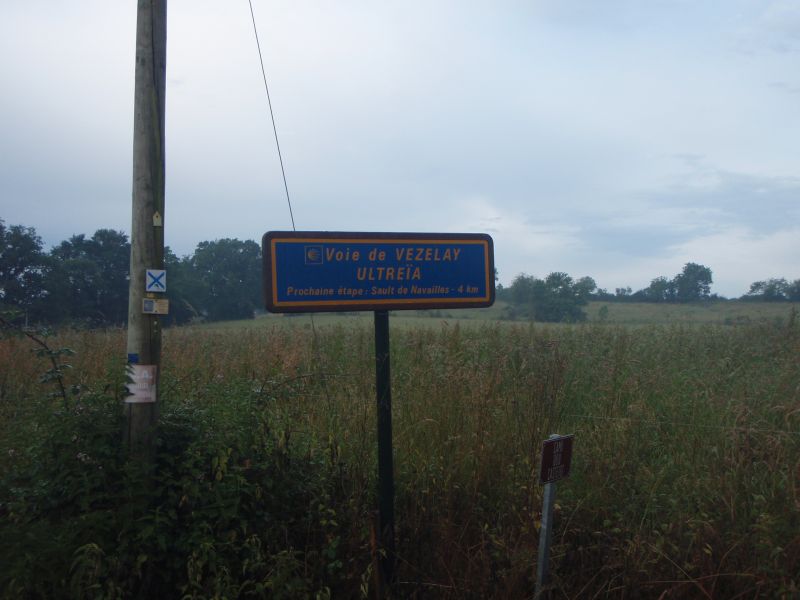 Voie de VEZELAY
ULTREÏA
Prochaine étape : Sault de Navailles - 4 km